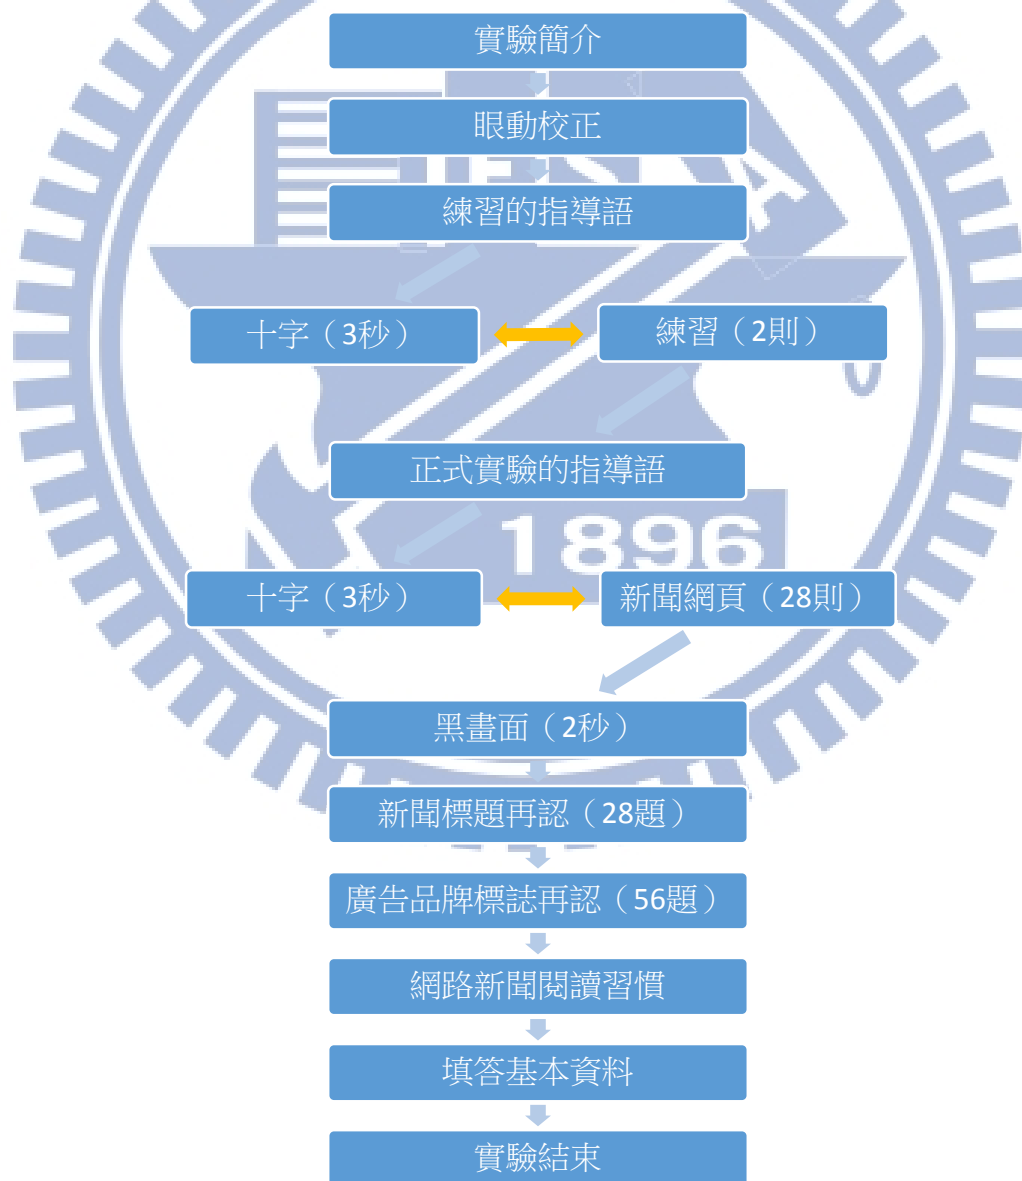 實驗簡介
眼動校正
練習的指導語
十字（3秒）
練習（2則）
正式實驗的指導語
1896
十字（3秒）
新聞網頁（28則）
黑畫面（2秒）
新聞標題再認（28題）
廣告品牌標誌再認（56題）
網路新聞閱讀習慣
填答基本資料
實驗結束